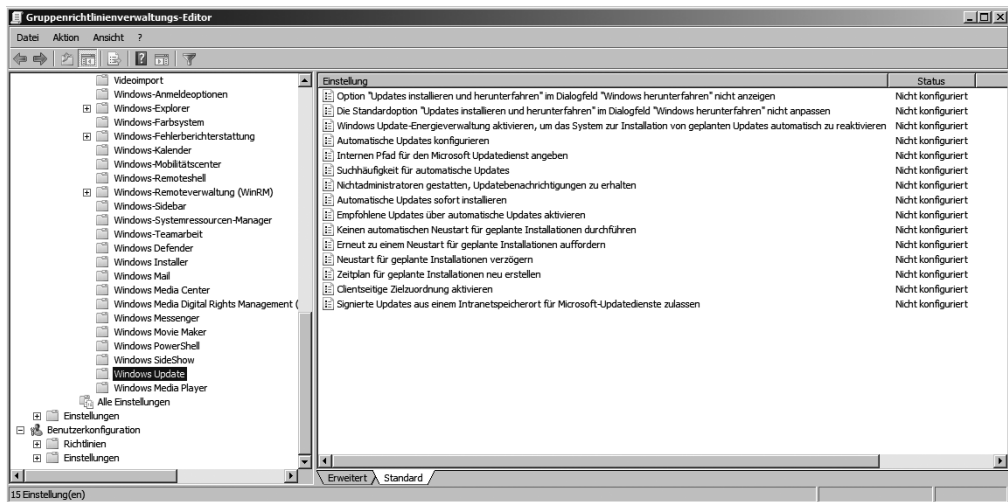 Gruppenrichtlinienverwaltungs-Editor
Datei Aktion Ansicht ?
Videoimport
Windows-Anmeldeoptionen
Windows-Explorer
Windows-Farbsystem
Windows-Fehlerberichterstattung
Windows-Kalender
Windows-Mobilitätscenter
Windows-Remoteshell
Windows-Remoteverwaltung (WinRM)
Windows-Sidebar
Windows-Systemressourcen-Manager
Windows-Teamarbeit
Windows Defender
Windows Installer
Windows Mail
Windows Media Center
Windows Media Digital Rights Management (
Windows Messenger
Windows Movie Maker
Windows PowerShell
Windows SideShow
Windows Update
Windows Media Player
Alle Einstellungen
Einstellungen
Benutzerkonfiguration
Richtlinien
Einstellungen
Einstellung Status
Option "Updates installieren und herunterfahren" im Dialogfeld "Windows herunterfahren" nicht anzeigen Nicht konfiguriert
Die Standardoption "Updates installieren und herunterfahren" im Dialogfeld "Windows herunterfahren" nicht anpassen Nicht konfiguriert
Windows Update-Energieverwaltung aktivieren, um das System zur Installation von geplanten Updates automatisch zu reaktivieren Nicht konfiguriert
Automatische Updates konfigurieren Nicht konfiguriert
Internen Pfad für den Microsoft Updatedienst angeben Nicht konfiguriert
Suchhäufigkeit für automatische Updates Nicht konfiguriert
Nichtadministratoren gestatten, Updatebenachrichtigungen zu erhalten Nicht konfiguriert
Automatische Updates sofort installieren Nicht konfiguriert
Empfohlene Updates über automatische Updates aktivieren Nicht konfiguriert
Keinen automatischen Neustart für geplante Installationen durchführen Nicht konfiguriert
Erneut zu einem Neustart für geplante Installationen auffordern Nicht konfiguriert
Neustart für geplante Installationen verzögern Nicht konfiguriert
Zeitplan für geplante Installationen neu erstellen Nicht konfiguriert
Clientseitige Zielzuordnung aktivieren Nicht konfiguriert
Signierte Updates aus einem Intranetspeicherort für Microsoft-Updatedienste zulassen Nicht konfiguriert
Erweitert Standard
15 Einstellung(en)